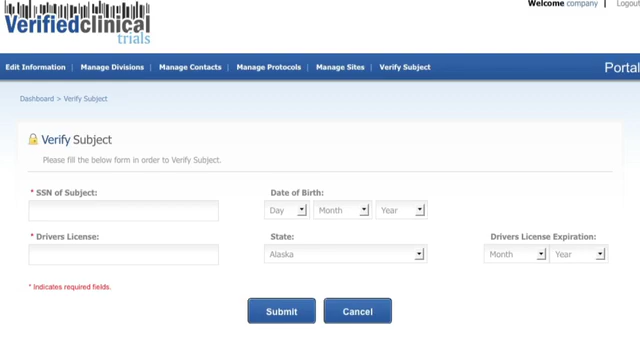 Welcome company | Logout
Verifiedclinical
trials
Edit Information | Manage Divisions | Manage Contacts | Manage Protocols | Manage Sites | Verify Subject
Portal
Dashboard > Verify Subject
Verify Subject
Please fill the below form in order to Verify Subject.
* SSN of Subject:
Date of Birth:
Day
Month
Year
* Drivers License:
State:
Drivers License Expiration:
Alaska
Month
Year
* Indicates required fields.
Submit
Cancel